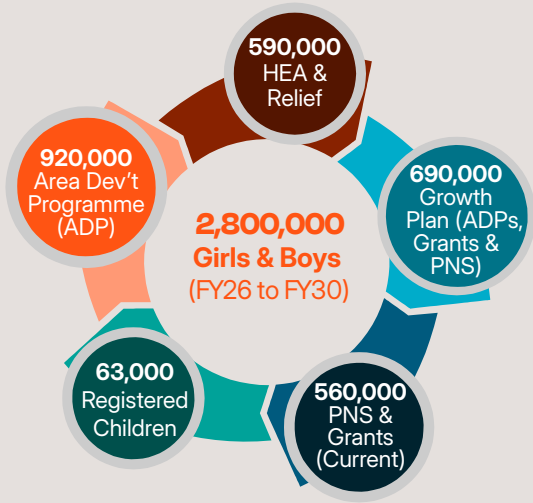 590,000
HEA &
Relief
690,000
Growth
Plan (ADPs,
Grants &
PNS)
560,000
PNS &
Grants
(Current)
63,000
Registered
Children
920,000
Area Dev't
Programme
(ADP)
2,800,000
Girls & Boys
(FY26 to FY30)